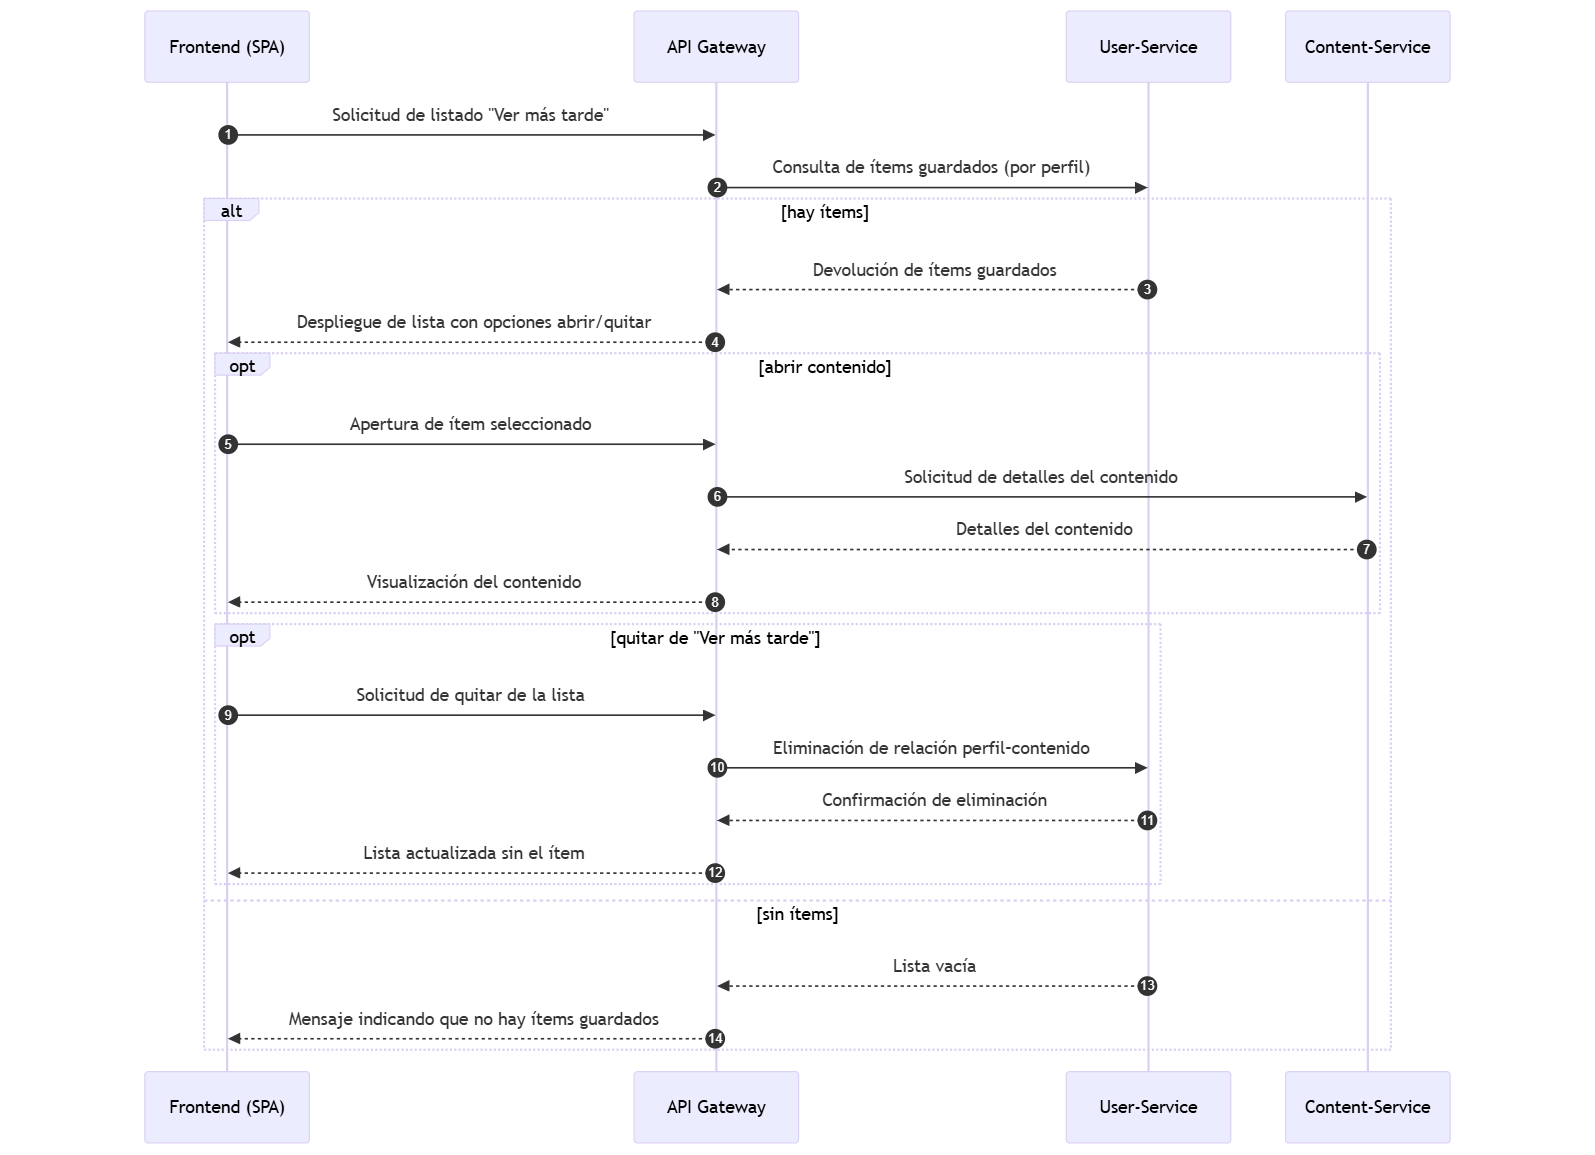 Frontend (SPA)
API Gateway
User-Service
Content-Service
Solicitud de listado "Ver más tarde"
1
Consulta de ítems guardados (por perfil)
2
alt
[hay ítems]
Devolución de ítems guardados
3
Despliegue de lista con opciones abrir/quitar
4
opt
[abrir contenido]
Apertura de ítem seleccionado
5
Solicitud de detalles del contenido
6
Detalles del contenido
7
Visualización del contenido
8
opt
[quitar de "Ver más tarde"]
Solicitud de quitar de la lista
9
Eliminación de relación perfil-contenido
10
Confirmación de eliminación
11
Lista actualizada sin el ítem
12
[sin ítems]
Lista vacía
13
Mensaje indicando que no hay ítems guardados
14
Frontend (SPA)
API Gateway
User-Service
Content-Service